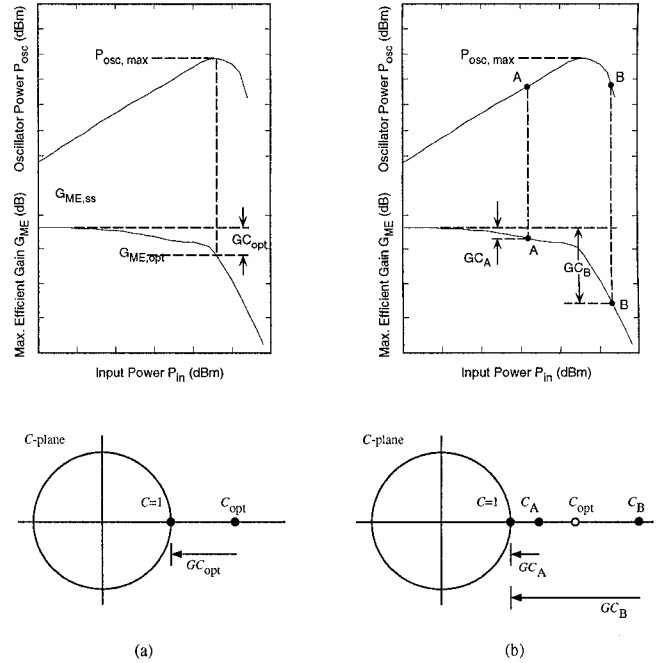 Oscillator Power Posc (dBm)
Max. Efficient Gain GME (dB)
Posc, max
GME,ss
GCopt
GME,opt
Input Power Pin (dBm)
C-plane
C=1
Copt
GCopt
(a)
Oscillator Power Posc (dBm)
Max. Efficient Gain GME (dB)
Posc, max
A
B
GCA
A
GCB
B
Input Power Pin (dBm)
C-plane
C=1
CA
Copt
CB
GCA
GCB
(b)